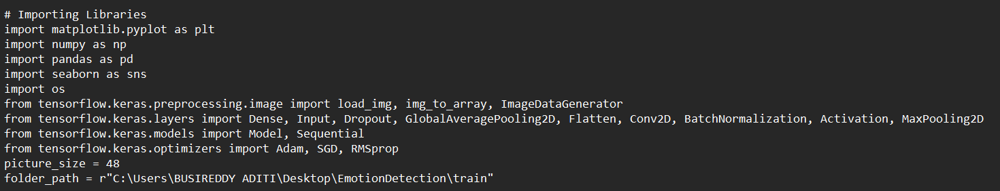 # Importing Libraries
import matplotlib.pyplot as plt
import numpy as np
import pandas as pd
import seaborn as sns
import os
from tensorflow.keras.preprocessing.image import load_img, img_to_array, ImageDataGenerator
from tensorflow.keras.layers import Dense, Input, Dropout, GlobalAveragePooling2D, Flatten, Conv2D, BatchNormalization, Activation, MaxPooling2D
from tensorflow.keras.models import Model, Sequential
from tensorflow.keras.optimizers import Adam, SGD, RMSprop
picture_size = 48
folder_path = r"C:\Users\BUSIREDDY ADITI\Desktop\EmotionDetection\train"